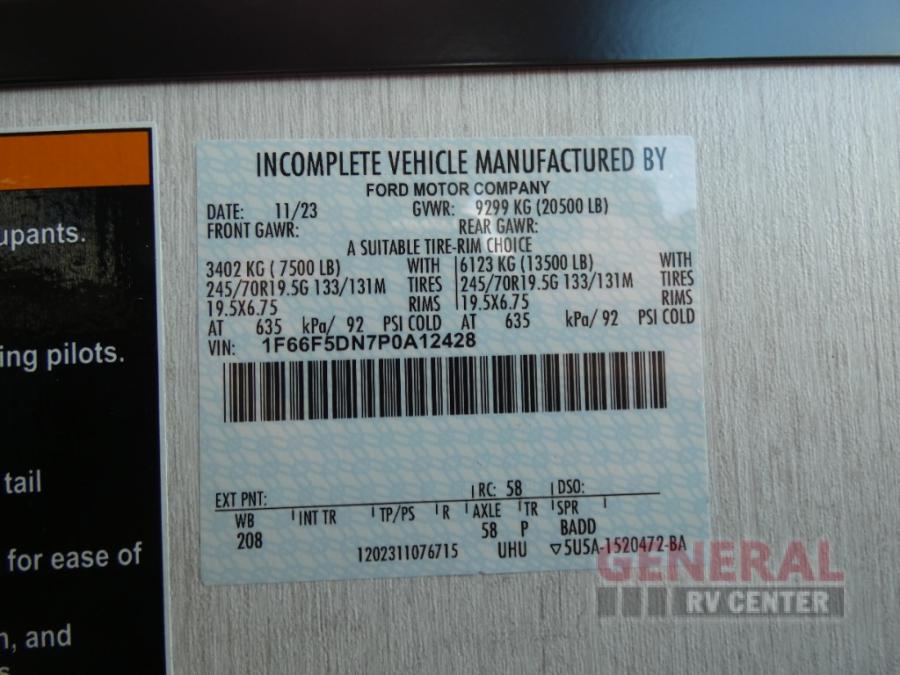 upants.
ing pilots.
tail
for ease of
n, and
INCOMPLETE VEHICLE MANUFACTURED BY
FORD MOTOR COMPANY
DATE: 11/23 GVWR: 9299 KG (20500 LB)
FRONT GAWR: REAR GAWR:
A SUITABLE TIRE-RIM CHOICE
3402 KG ( 7500 LB) WITH 6123 KG (13500 LB) WITH
245/70R19.5G 133/131M TIRES 245/70R19.5G 133/131M TIRES
19.5X6.75 RIMS 19.5X6.75 RIMS
AT 635 kPa/ 92 PSI COLD AT 635 kPa/ 92 PSI COLD
VIN: 1F66F5DN7P0A12428
EXT PNT: RC: 58 DSO:
WB INT TR TP/PS R AXLE TR SPR
208 58 P BADD
1202311076715 UHU ▽5U5A-1520472-BA
GENERAL
RV CENTER